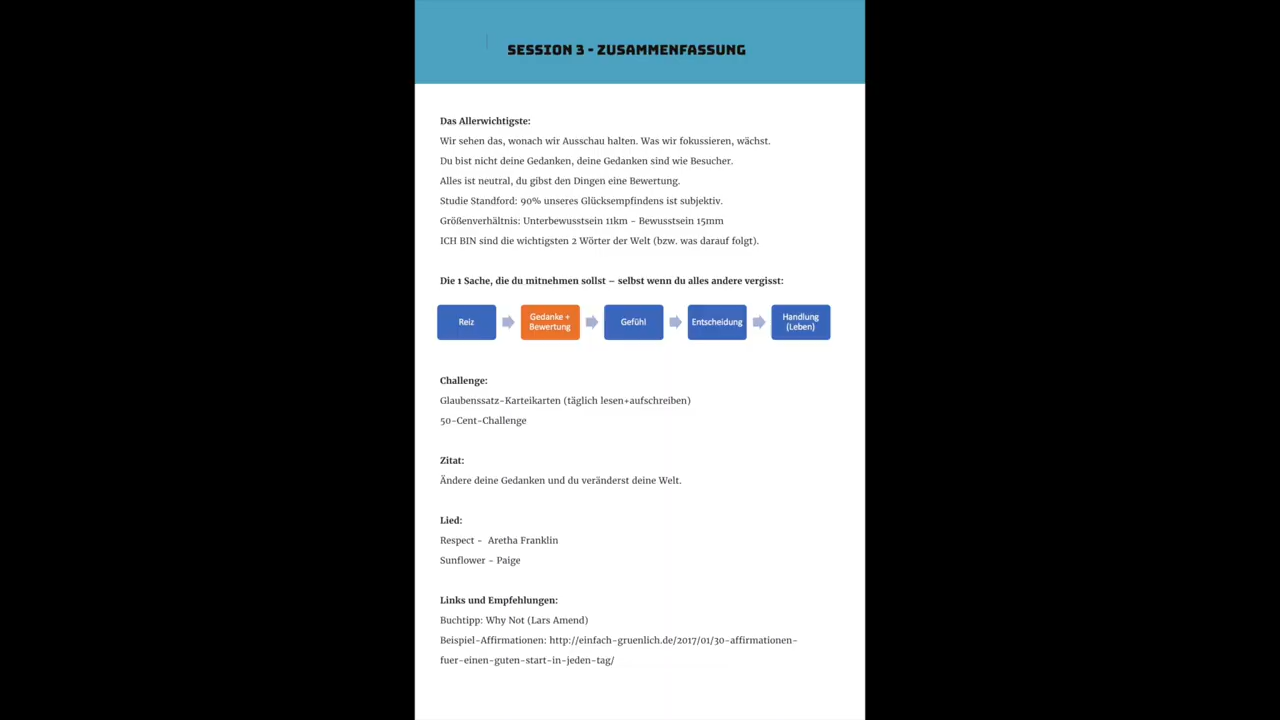 SESSION 3 - ZUSAMMENFASSUNG
Das Allerwichtigste:
Wir sehen das, wonach wir Ausschau halten. Was wir fokussieren, wächst.
Du bist nicht deine Gedanken, deine Gedanken sind wie Besucher.
Alles ist neutral, du gibst den Dingen eine Bewertung.
Studie Standford: 90% unseres Glücksempfindens ist subjektiv.
Größenverhältnis: Unterbewusstsein 11km - Bewusstsein 15mm
ICH BIN sind die wichtigsten 2 Wörter der Welt (bzw. was darauf folgt).
Die 1 Sache, die du mitnehmen sollst – selbst wenn du alles andere vergisst:
Reiz
Gedanke +
Bewertung
Gefühl
Entscheidung
Handlung
(Leben)
Challenge:
Glaubenssatz-Karteikarten (täglich lesen+aufschreiben)
50-Cent-Challenge
Zitat:
Ändere deine Gedanken und du veränderst deine Welt.
Lied:
Respect - Aretha Franklin
Sunflower - Paige
Links und Empfehlungen:
Buchtipp: Why Not (Lars Amend)
Beispiel-Affirmationen: http://einfach-gruenlich.de/2017/01/30-affirmationen-
fuer-einen-guten-start-in-jeden-tag/